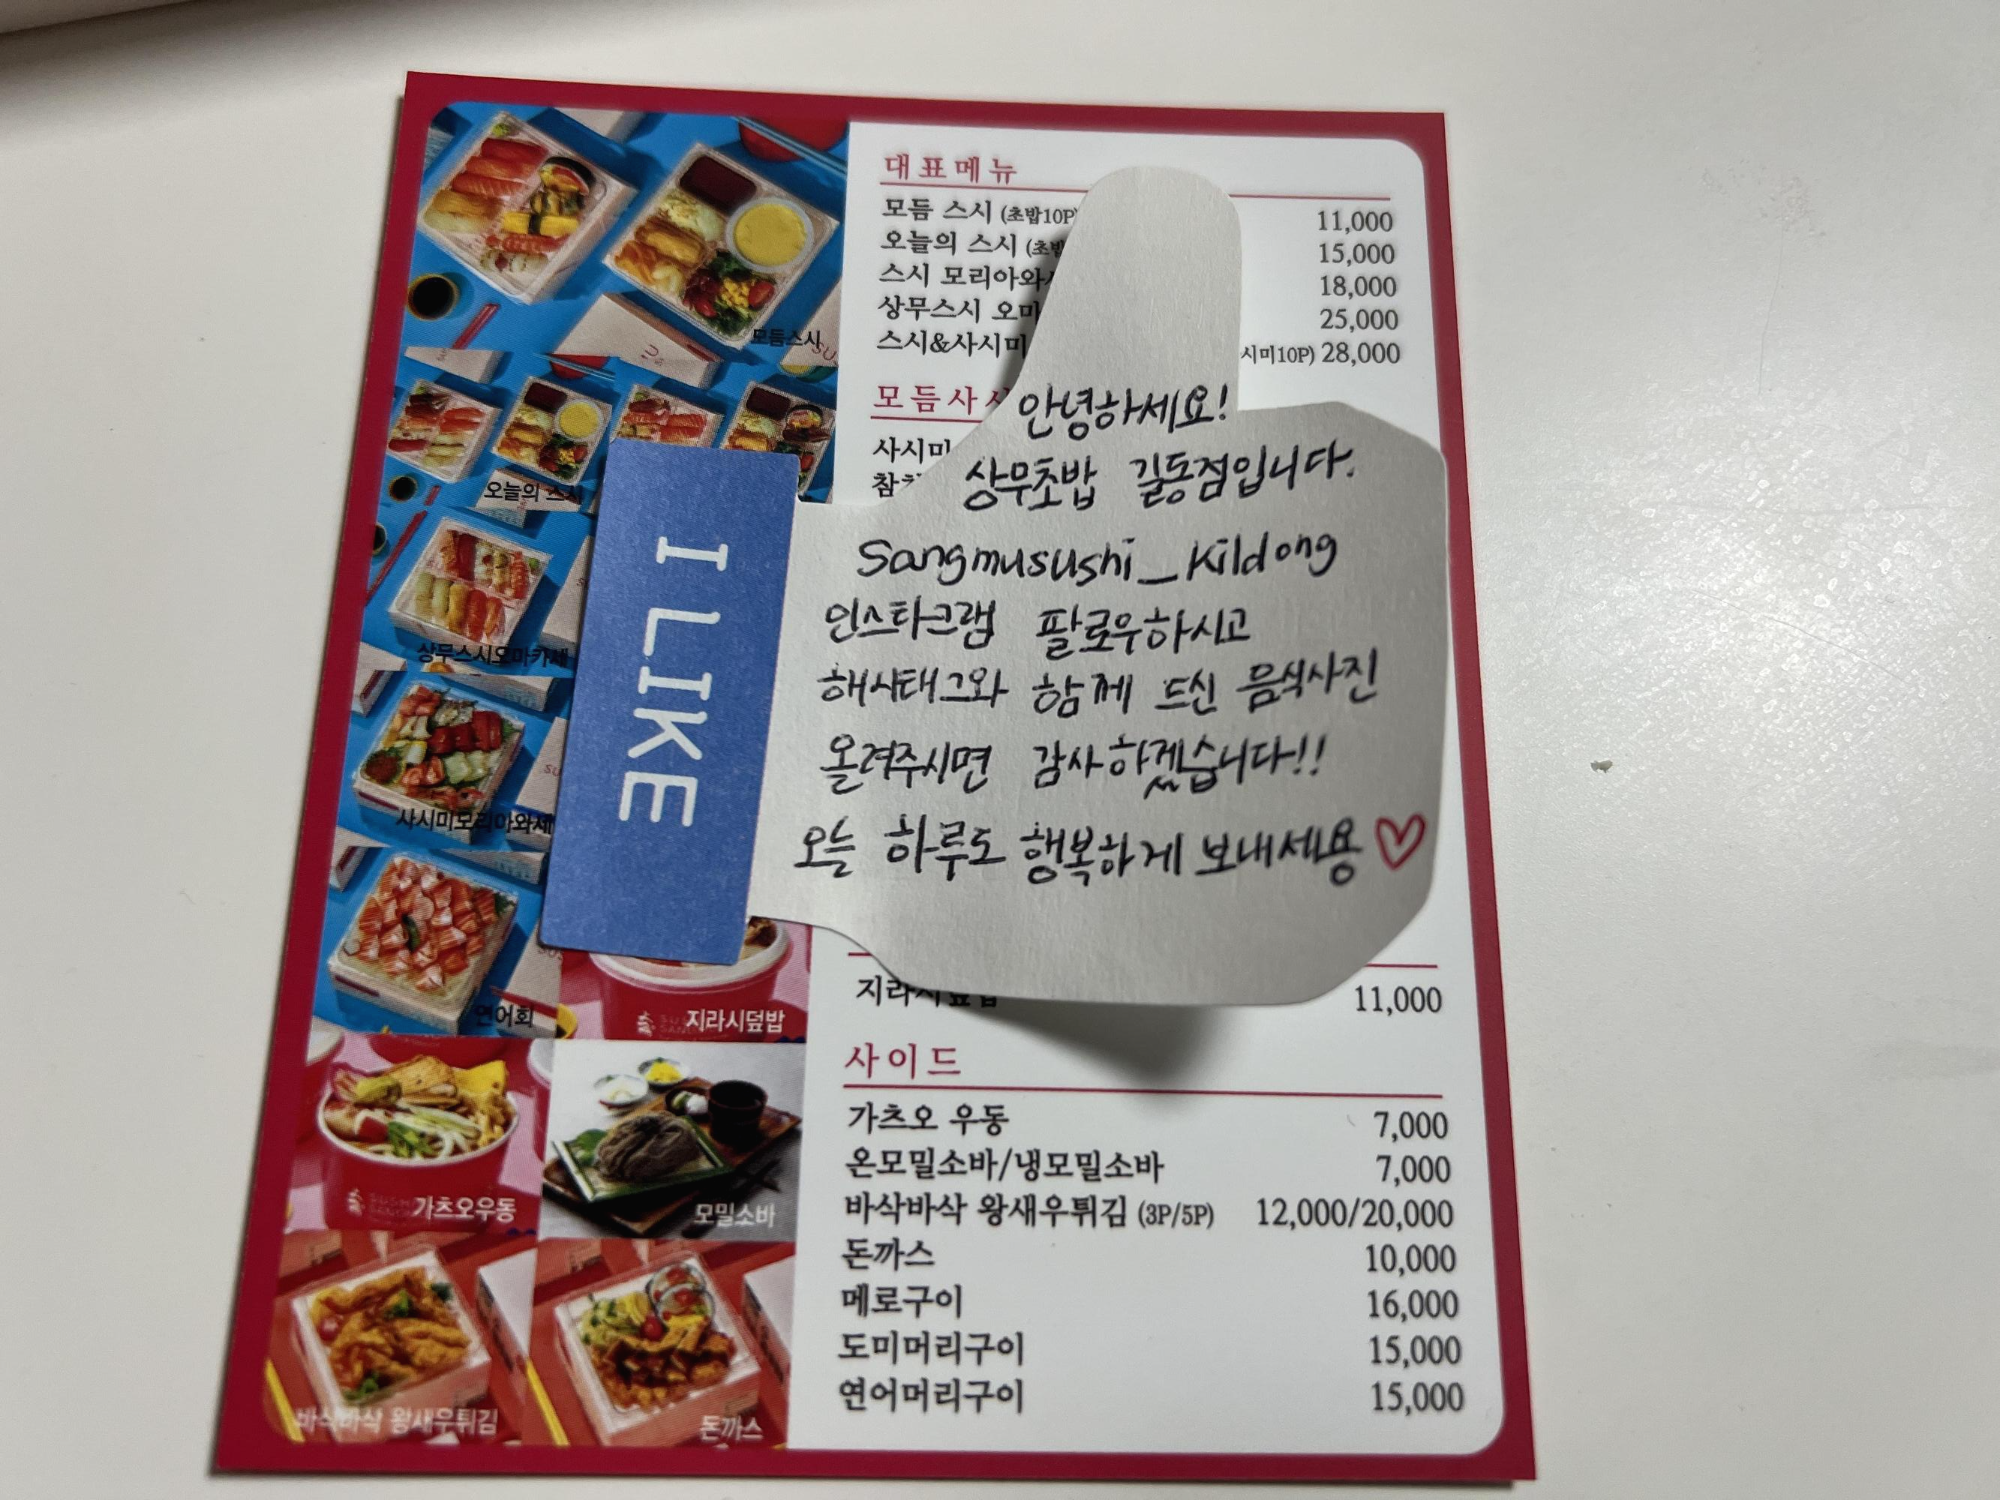 모듬스시
오늘의 스시
상무스시오마카세
사시미모리아와세
연어회
지라시덮밥
가츠오우동
모밀소바
바삭바삭 왕새우튀김
돈까스
대표메뉴
모듬 스시 (초밥10P) 11,000
오늘의 스시 (초밥 15,000
스시 모리아와 18,000
상무스시 오마 25,000
스시&사시미 시미10P) 28,000
모듬사시
사시미
I LIKE
안녕하세요!
상무초밥 길동점입니다.
Sangmusushi_kildong
인스타그램 팔로우하시고
해시태그와 함께 드신 음식사진
올려주시면 감사하겠습니다!!
오늘 하루도 행복하게 보내세용♡
지라시덮밥 11,000
사이드
가츠오 우동 7,000
온모밀소바/냉모밀소바 7,000
바삭바삭 왕새우튀김 (3P/5P) 12,000/20,000
돈까스 10,000
메로구이 16,000
도미머리구이 15,000
연어머리구이 15,000